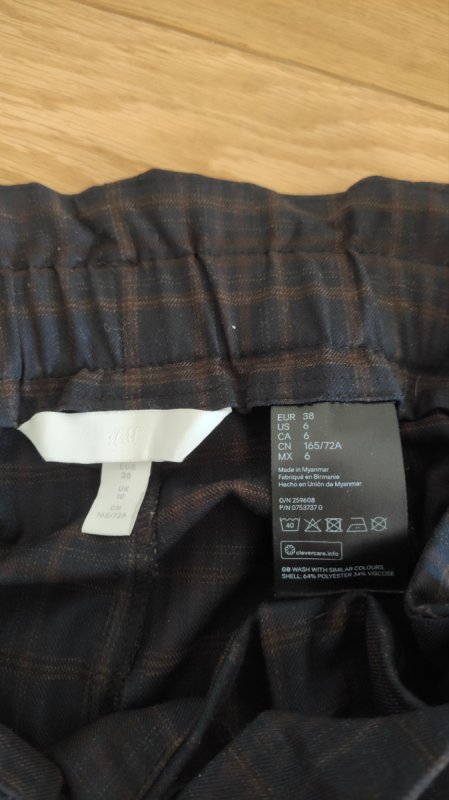 H&M
EUR
38
UK
10
CN
165/72A
EUR 38
US 6
CA 6
CN 165/72A
MX 6
Made in Myanmar
Fabriqué en Birmanie
Hecho en Unión de Myanmar
O/N 259608
P/N 0753737 0
40
clevercare.info
GB WASH WITH SIMILAR COLOURS,
SHELL: 64% POLYESTER 34% VISCOSE